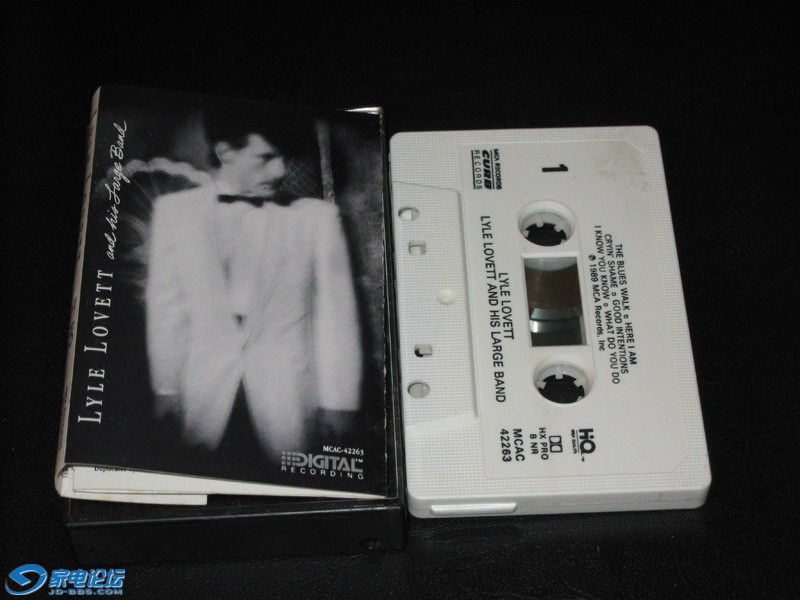 LYLE LOVETT and his Large Band
MCAC-42263
DIGITAL™
RECORDING
MCA RECORDS
CURB
RECORDS
1
LYLE LOVETT
LYLE LOVETT AND HIS LARGE BAND
THE BLUES WALK ¤ HERE I AM
CRYIN' SHAME ¤ GOOD INTENTIONS
I KNOW YOU KNOW ¤ WHAT DO YOU DO
℗ 1989 MCA Records, Inc
HiQ
HX PRO
B NR
MCAC
42263
家电论坛
JD-BBS.COM